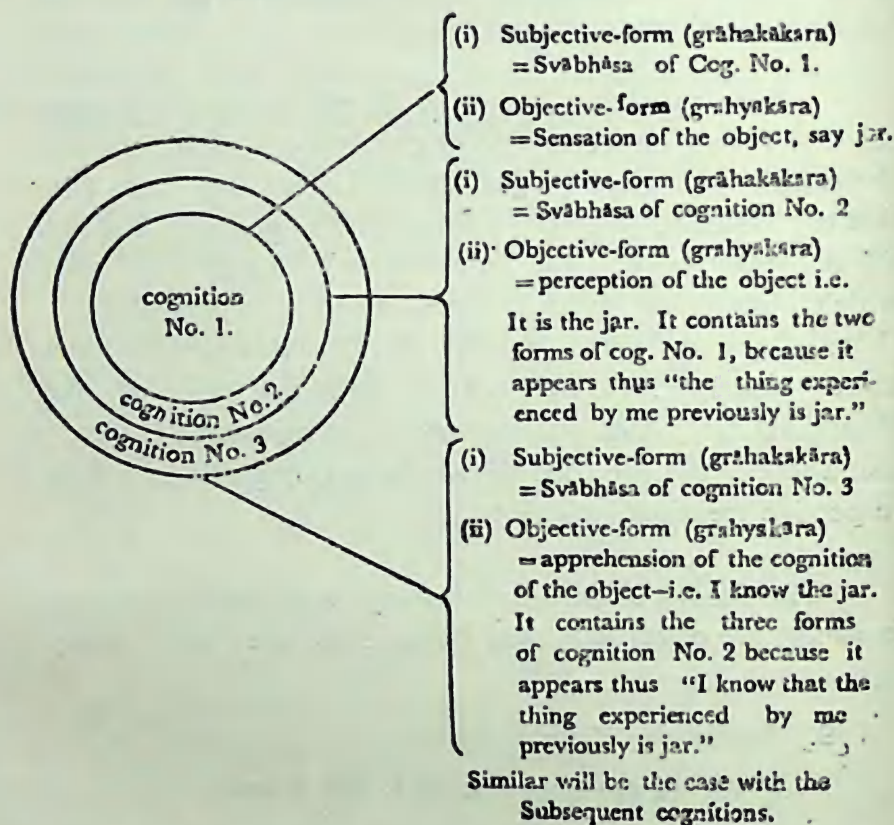 cognition
No. 1.
cognition No.2
cognition No. 3
(i) Subjective-form (grāhakākara)
=Svābhāsa of Cog. No. 1.
(ii) Objective-form (grahyakara)
=Sensation of the object, say jar.
(i) Subjective-form (grāhakākara)
= Svābhāsa of cognition No. 2
(ii) Objective-form (grahyakara)
=perception of the object i.e.
It is the jar. It contains the two
forms of cog. No. 1, because it
appears thus “the thing experi-
enced by me previously is jar.”
(i) Subjective-form (grāhakakāra)
=Svābhāsa of cognition No. 3
(ii) Objective-form (grahyakara)
=apprehension of the cognition
of the object—i.e. I know the jar.
It contains the three forms
of cognition No. 2 because it
appears thus “I know that the
thing experienced by me
previously is jar.”
Similar will be the case with the
Subsequent cognitions.